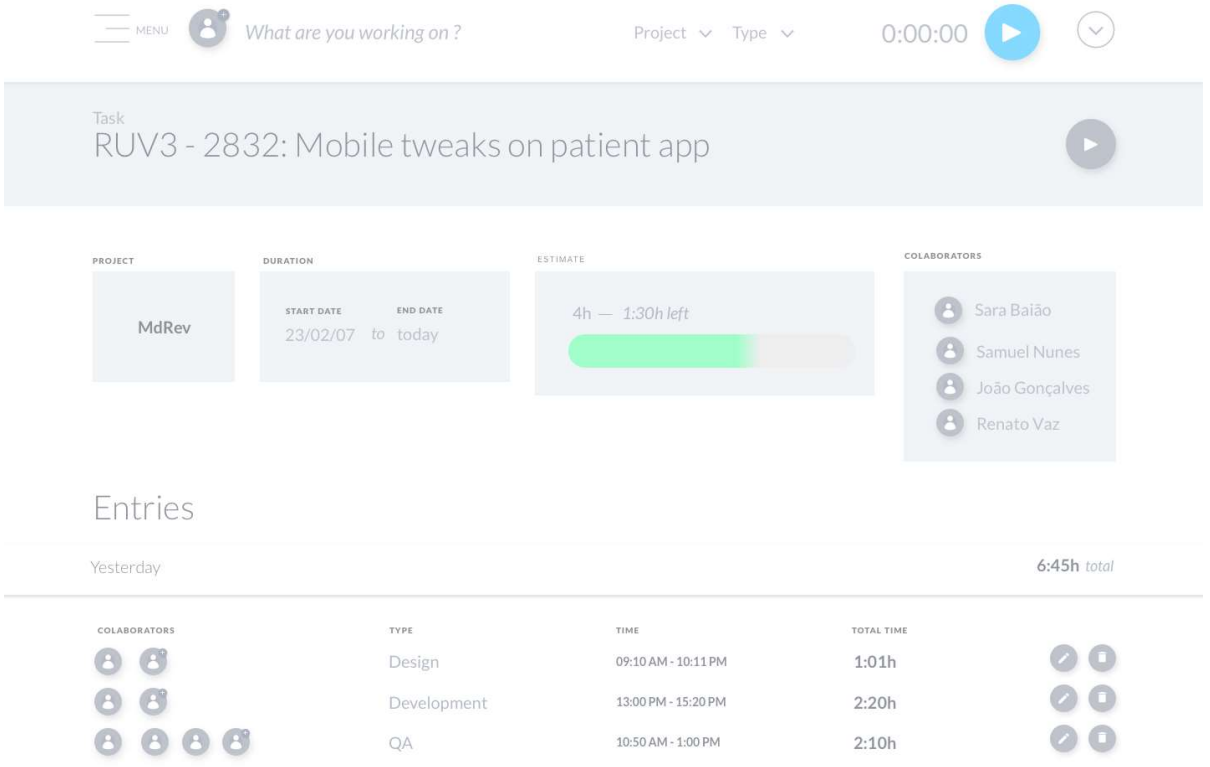 MENU
What are you working on ?
Project
Type
0:00:00
Task
RUV3 - 2832: Mobile tweaks on patient app
PROJECT
MdRev
DURATION
START DATE
23/02/07
to
END DATE
today
ESTIMATE
4h — 1:30h left
COLABORATORS
Sara Baião
Samuel Nunes
João Gonçalves
Renato Vaz
Entries
Yesterday
6:45h total
COLABORATORS TYPE TIME TOTAL TIME
Design 09:10 AM - 10:11 PM 1:01h
Development 13:00 PM - 15:20 PM 2:20h
QA 10:50 AM - 1:00 PM 2:10h